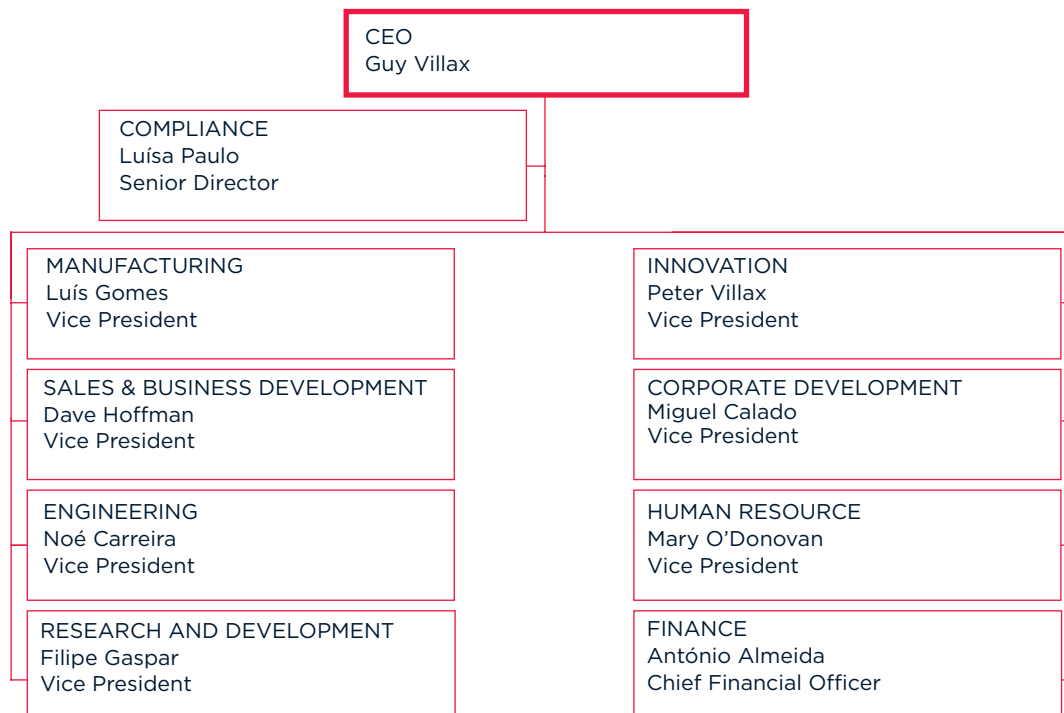 CEO
Guy Villax
COMPLIANCE
Luísa Paulo
Senior Director
MANUFACTURING
Luís Gomes
Vice President
SALES & BUSINESS DEVELOPMENT
Dave Hoffman
Vice President
ENGINEERING
Noé Carreira
Vice President
RESEARCH AND DEVELOPMENT
Filipe Gaspar
Vice President
INNOVATION
Peter Villax
Vice President
CORPORATE DEVELOPMENT
Miguel Calado
Vice President
HUMAN RESOURCE
Mary O’Donovan
Vice President
FINANCE
António Almeida
Chief Financial Officer